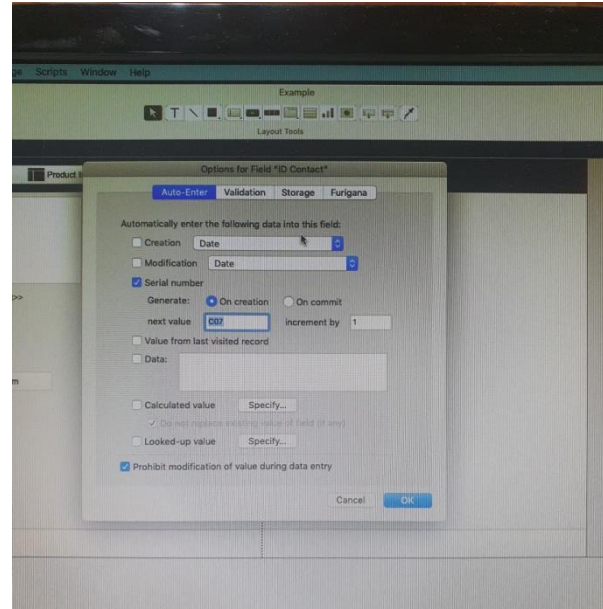 Scripts Window Help
Example
T
Layout Tools
Product
Options for Field "ID Contact"
Auto-Enter Validation Storage Furigana
Automatically enter the following data into this field:
Creation Date
Modification Date
Serial number
Generate: On creation On commit
next value C07 increment by 1
Value from last visited record
>>
Data:
m
Calculated value Specify...
Do not replace existing value of field (if any)
Looked-up value Specify...
Prohibit modification of value during data entry
Cancel OK